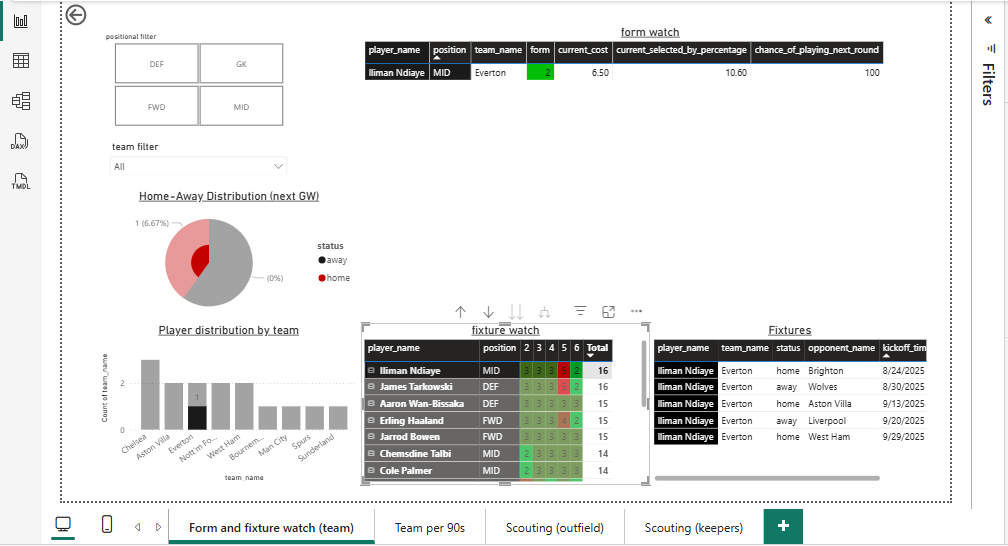 positional filter
DEF
GK
FWD
MID
team filter
All
Home-Away Distribution (next GW)
1 (6.67%)
(0%)
status
away
home
Player distribution by team
Count of team_name
2
0
1
Chelsea
Aston Villa
Everton
Nott'm Fo...
West Ham
Bournem...
Man City
Spurs
Sunderland
team_name
form watch
player_name position team_name form current_cost current_selected_by_percentage chance_of_playing_next_round
Iliman Ndiaye MID Everton 2 6.50 10.60 100
fixture watch
player_name position 2 3 4 5 6 Total
Iliman Ndiaye MID 3 3 3 5 2 16
James Tarkowski DEF 3 3 3 5 2 16
Aaron Wan-Bissaka DEF 3 3 3 3 3 15
Erling Haaland FWD 3 3 3 4 2 15
Jarrod Bowen FWD 3 3 3 3 3 15
Chemsdine Talbi MID 2 3 3 3 3 14
Cole Palmer MID 2 3 3 3 3 14
Fixtures
player_name team_name status opponent_name kickoff_tim
Iliman Ndiaye Everton home Brighton 8/24/2025
Iliman Ndiaye Everton away Wolves 8/30/2025
Iliman Ndiaye Everton home Aston Villa 9/13/2025
Iliman Ndiaye Everton away Liverpool 9/20/2025
Iliman Ndiaye Everton home West Ham 9/29/2025
Filters
DAX
TMDL
Form and fixture watch (team)
Team per 90s
Scouting (outfield)
Scouting (keepers)
+